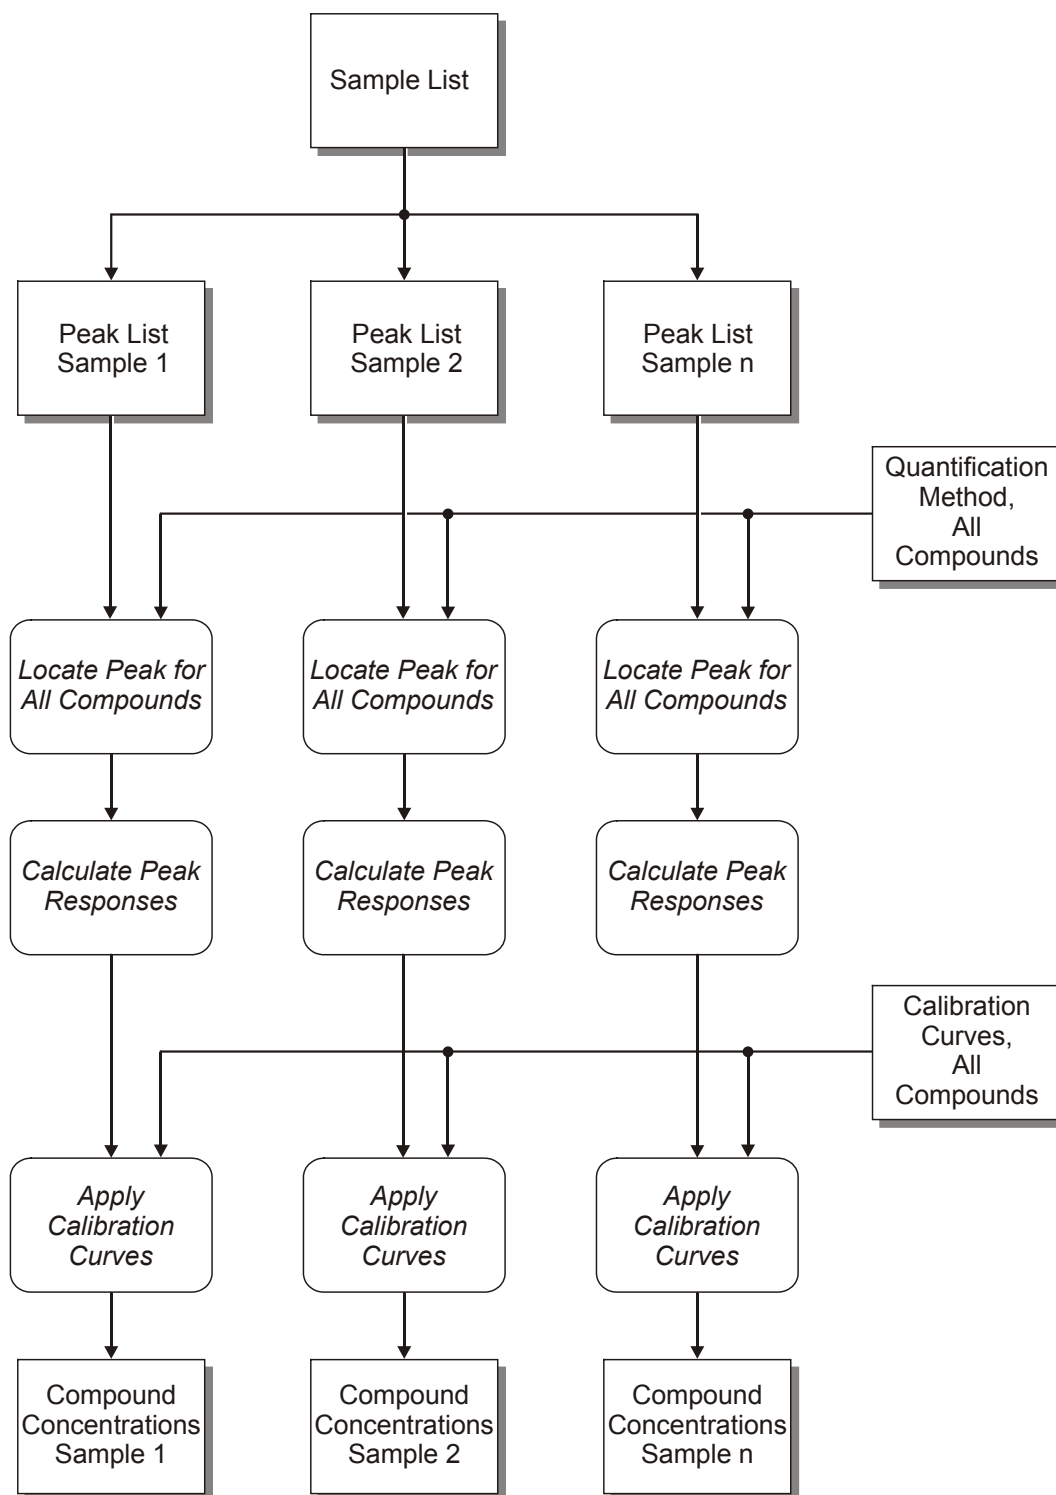 Sample List
Peak List
Sample 1
Peak List
Sample 2
Peak List
Sample n
Quantification
Method,
All
Compounds
Locate Peak for
All Compounds
Locate Peak for
All Compounds
Locate Peak for
All Compounds
Calculate Peak
Responses
Calculate Peak
Responses
Calculate Peak
Responses
Calibration
Curves,
All
Compounds
Apply
Calibration
Curves
Apply
Calibration
Curves
Apply
Calibration
Curves
Compound
Concentrations
Sample 1
Compound
Concentrations
Sample 2
Compound
Concentrations
Sample n